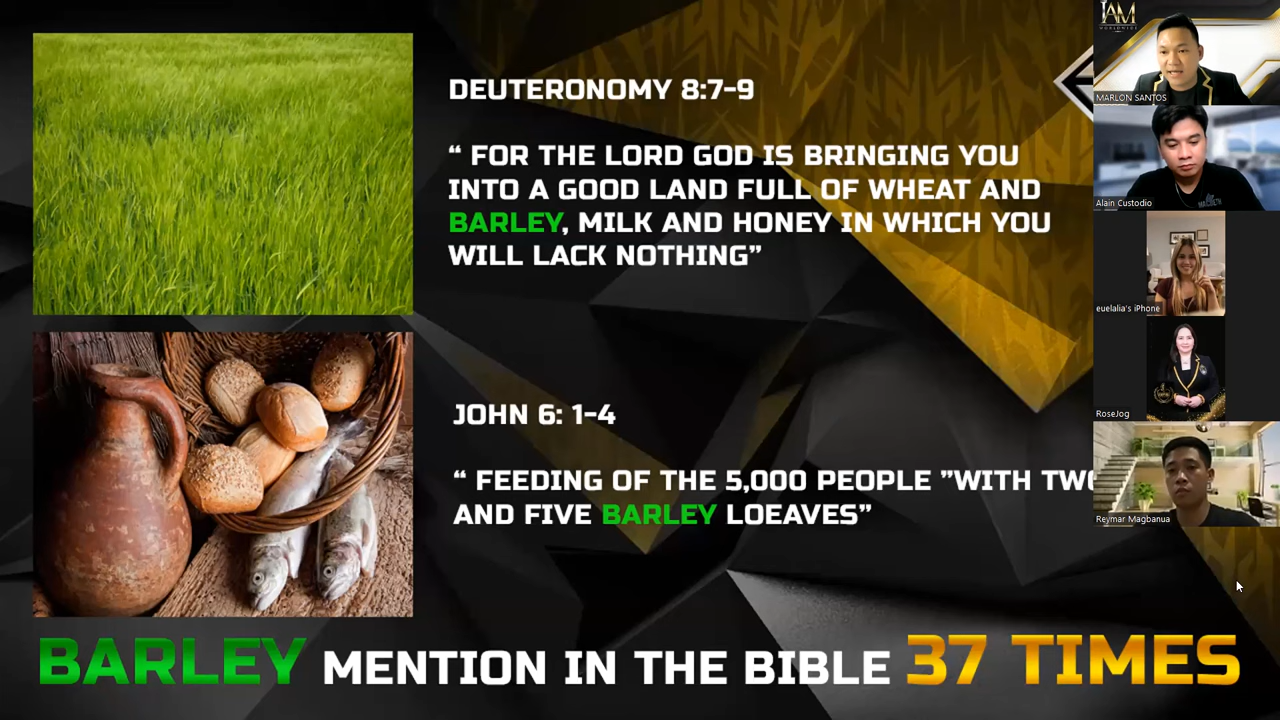 DEUTERONOMY 8:7-9
“ FOR THE LORD GOD IS BRINGING YOU
INTO A GOOD LAND FULL OF WHEAT AND
BARLEY, MILK AND HONEY IN WHICH YOU
WILL LACK NOTHING”
JOHN 6: 1-4
“ FEEDING OF THE 5,000 PEOPLE ”WITH
AND FIVE BARLEY LOEAVES”
BARLEY MENTION IN THE BIBLE 37 TIMES
IAM
WORLDWIDE
MARLON SANTOS
Alain Custodio
euelalia's iPhone
RoseJog
Reymar Magbanua